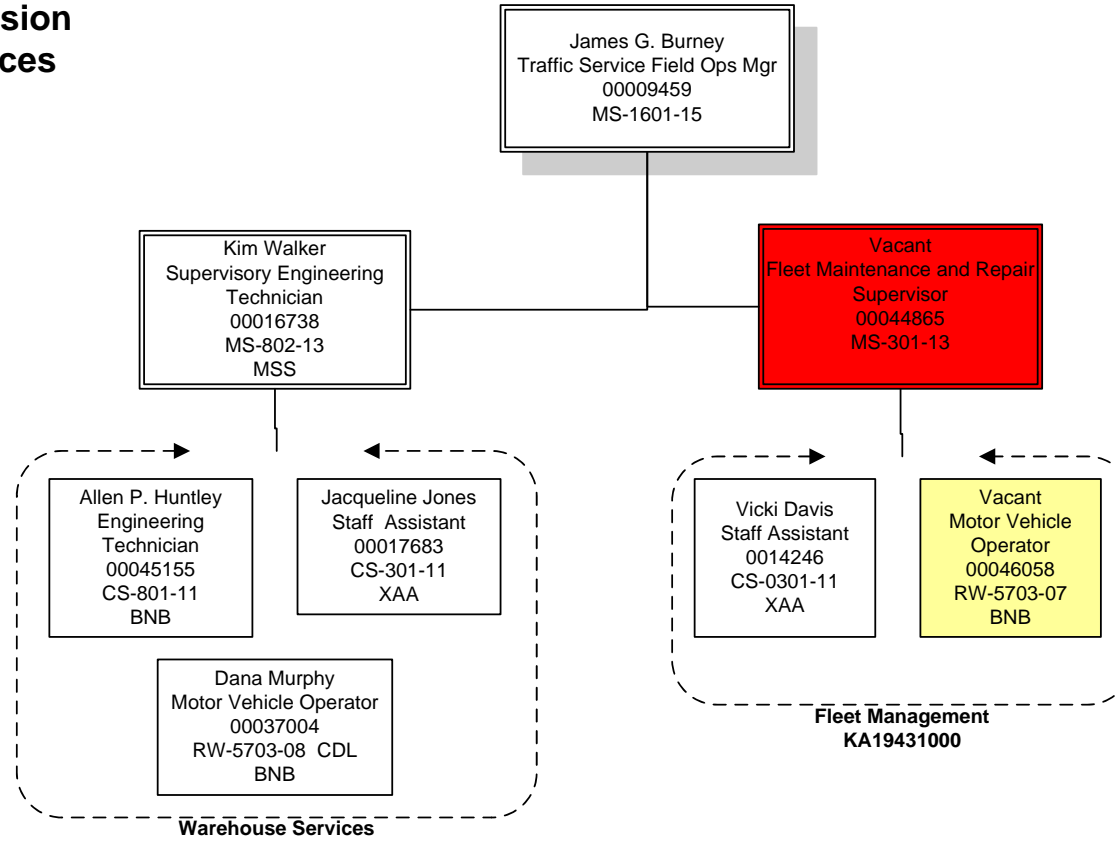 sion
ces
James G. Burney
Traffic Service Field Ops Mgr
00009459
MS-1601-15
Kim Walker
Supervisory Engineering
Technician
00016738
MS-802-13
MSS
Vacant
Fleet Maintenance and Repair
Supervisor
00044865
MS-301-13
Allen P. Huntley
Engineering
Technician
00045155
CS-801-11
BNB
Jacqueline Jones
Staff Assistant
00017683
CS-301-11
XAA
Dana Murphy
Motor Vehicle Operator
00037004
RW-5703-08 CDL
BNB
Warehouse Services
Vicki Davis
Staff Assistant
0014246
CS-0301-11
XAA
Vacant
Motor Vehicle
Operator
00046058
RW-5703-07
BNB
Fleet Management
KA19431000